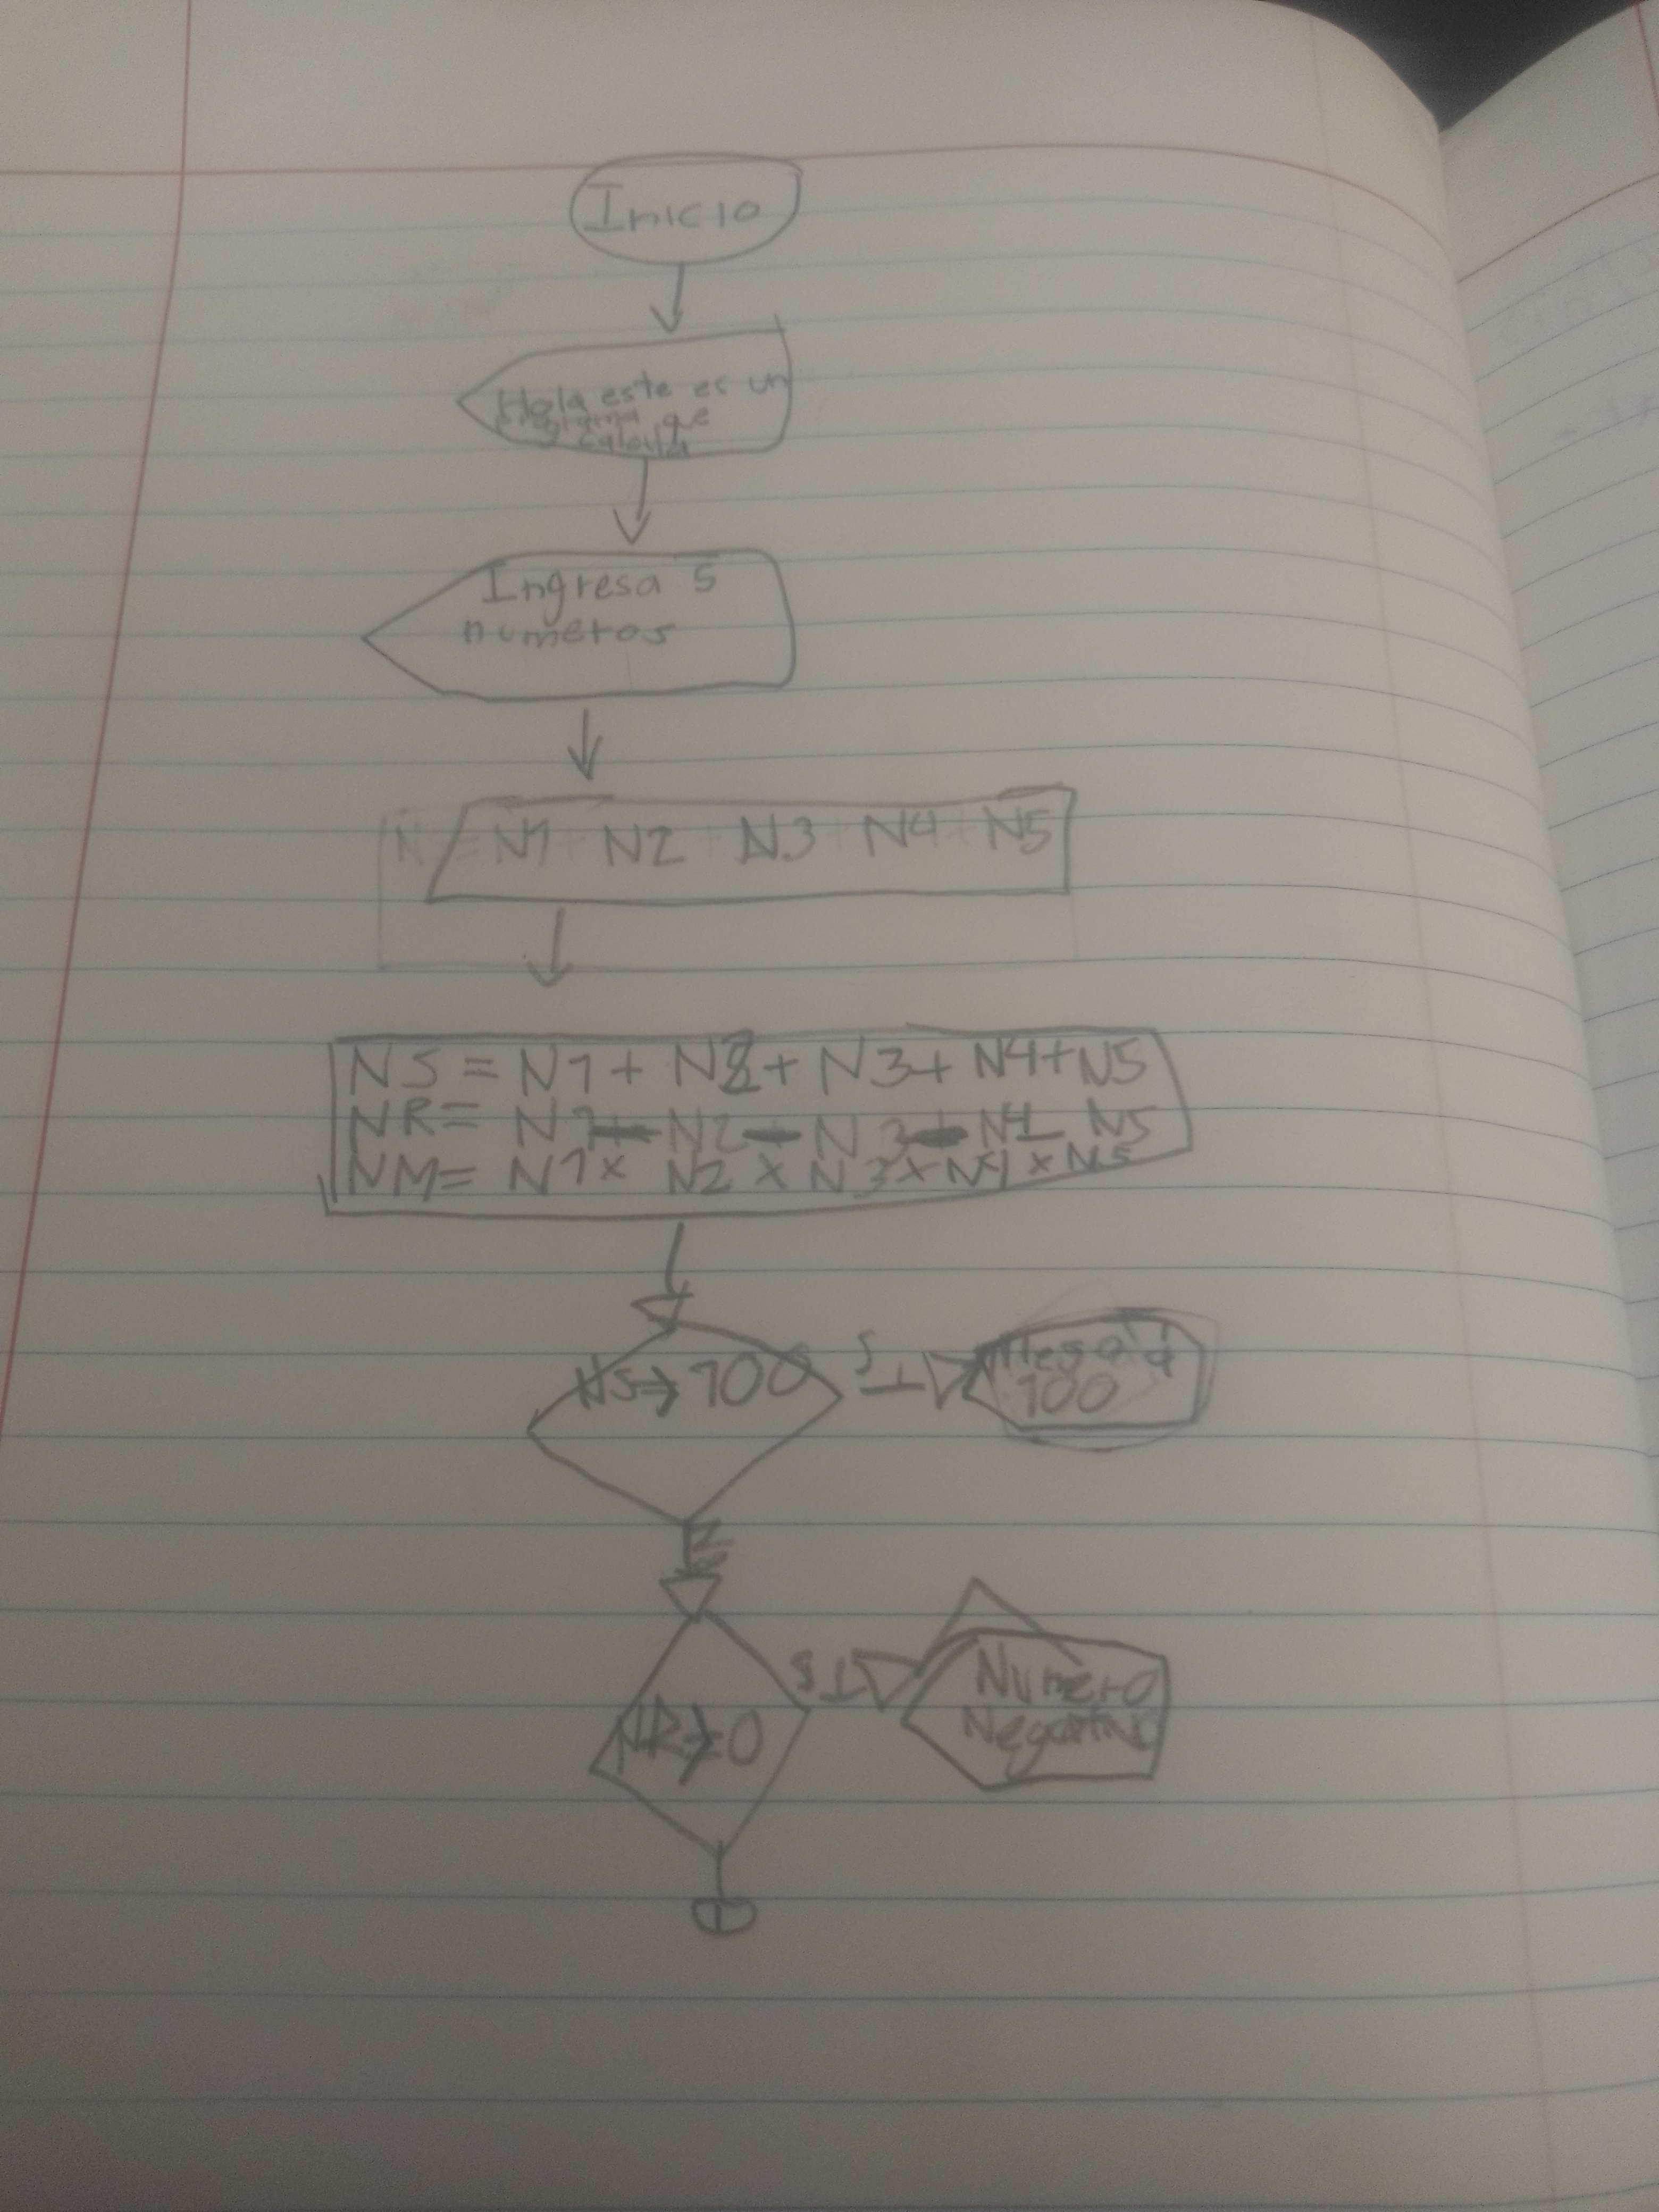 Inicio
Hola este es un
programa que
calcula
Ingresa 5
numeros
N1 N2 N3 N4 N5
NS = N1 + N2 + N3 + N4 + N5
NR = N1 - N2 - N3 - N4 - N5
NM = N1 x N2 x N3 x N4 x N5
NS > 100
SI
llego a
100
NO
NR > 0
SI
Numero
Negativo